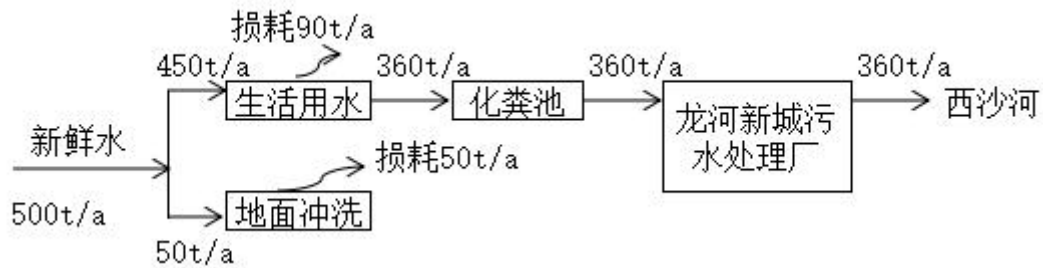 损耗90t/a
450t/a
360t/a
360t/a
360t/a
生活用水
化粪池
龙河新城污
水处理厂
西沙河
新鲜水
损耗50t/a
500t/a
地面冲洗
50t/a